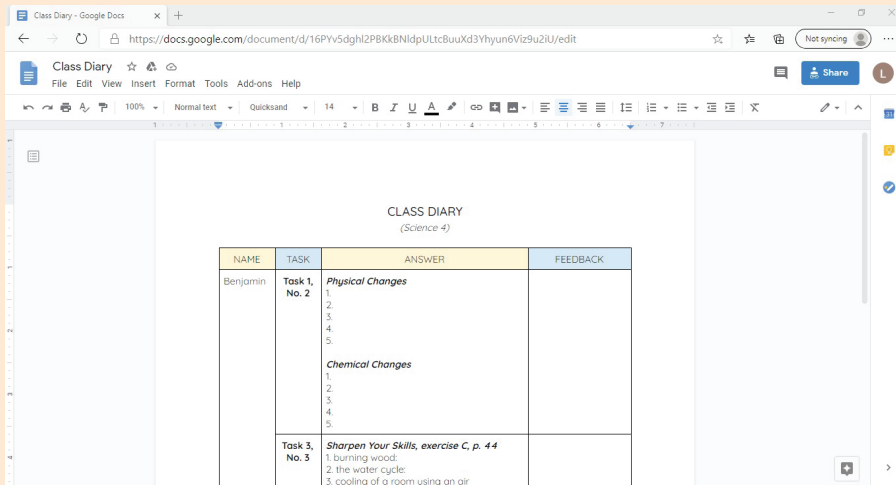 Class Diary - Google Docs
https://docs.google.com/document/d/16PYv5dghl2PBKkBNldpULtcBuuXd3Yhyun6Viz9u2iU/edit
Not syncing
Class Diary
File Edit View Insert Format Tools Add-ons Help
Share
L
100% Normal text Quicksand 14
CLASS DIARY
(Science 4)
NAME TASK ANSWER FEEDBACK
Benjamin Task 1, Physical Changes
No. 2 1.
2.
3.
4.
5.
Chemical Changes
1.
2.
3.
4.
5.
Task 3, Sharpen Your Skills, exercise C, p. 44
No. 3 1. burning wood:
2. the water cycle:
3. cooling of a room using an air